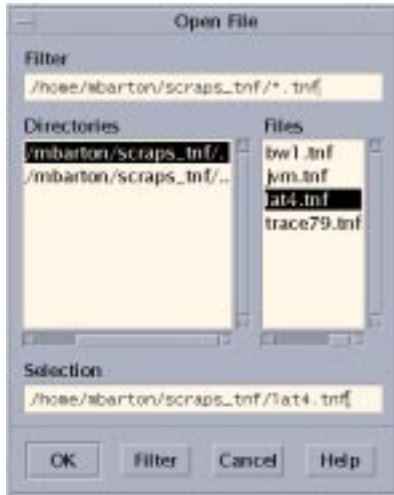 Open File
Filter
/home/mbarton/scraps_tnf/*.tnf
Directories
/mbarton/scraps_tnf/.
/mbarton/scraps_tnf/..
Files
bw1.tnf
jvm.tnf
lat4.tnf
trace79.tnf
Selection
/home/mbarton/scraps_tnf/lat4.tnf
OK Filter Cancel Help